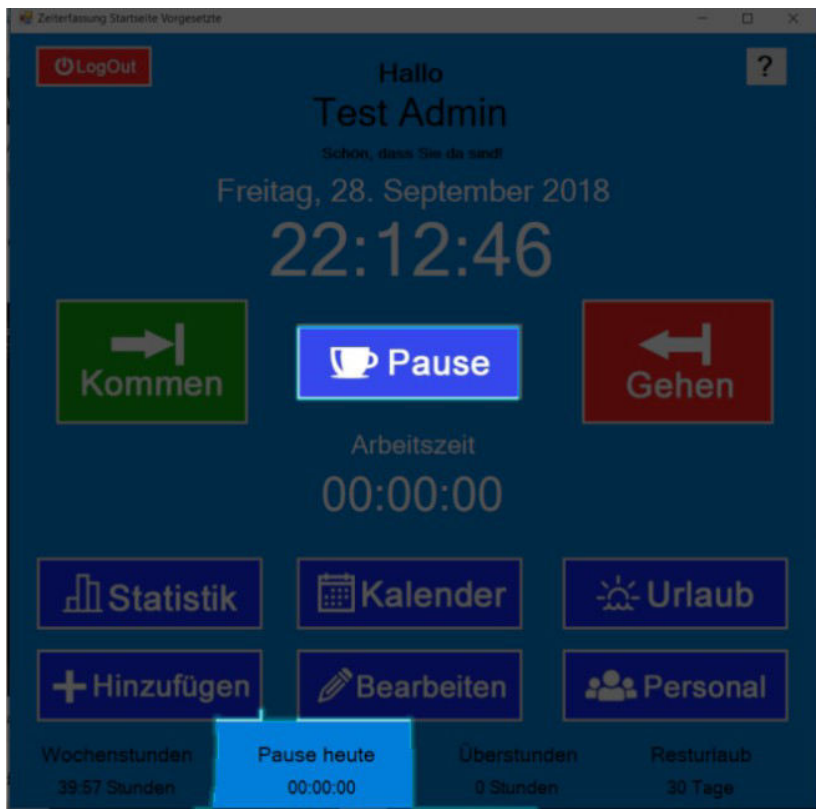 Zeiterfassung Startseite Vorgesetzte
LogOut
Hallo
?
Test Admin
Schön, dass Sie da sind!
Freitag, 28. September 2018
22:12:46
Kommen
Pause
Gehen
Arbeitszeit
00:00:00
Statistik
Kalender
Urlaub
Hinzufügen
Bearbeiten
Personal
Wochenstunden
Pause heute
Überstunden
Resturlaub
39:57 Stunden
00:00:00
0 Stunden
30 Tage